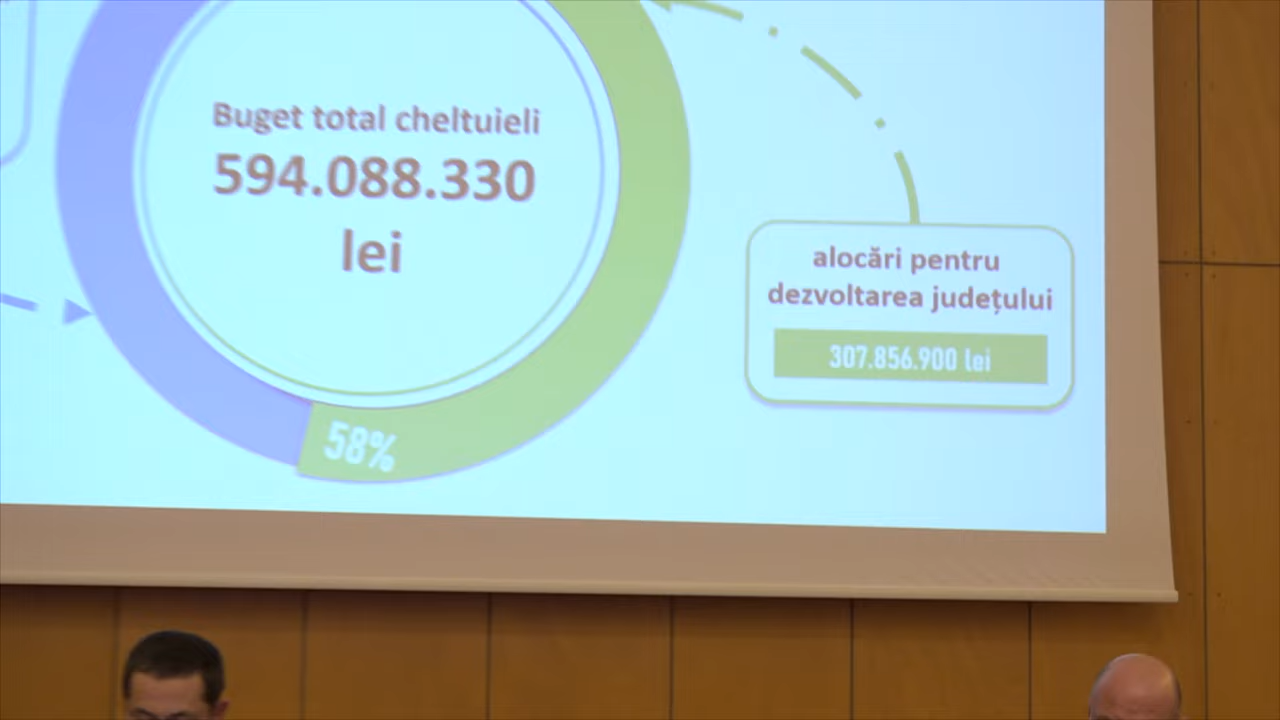 Buget total cheltuieli
594.088.330
lei
alocări pentru
dezvoltarea județului
307.856.900 lei
58%